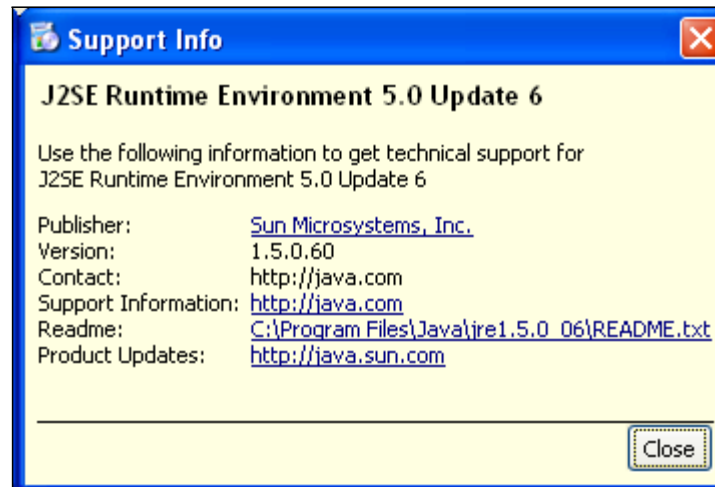 Support Info
J2SE Runtime Environment 5.0 Update 6
Use the following information to get technical support for
J2SE Runtime Environment 5.0 Update 6
Publisher: Sun Microsystems, Inc.
Version: 1.5.0.60
Contact: http://java.com
Support Information: http://java.com
Readme: C:\Program Files\Java\jre1.5.0_06\README.txt
Product Updates: http://java.sun.com
Close